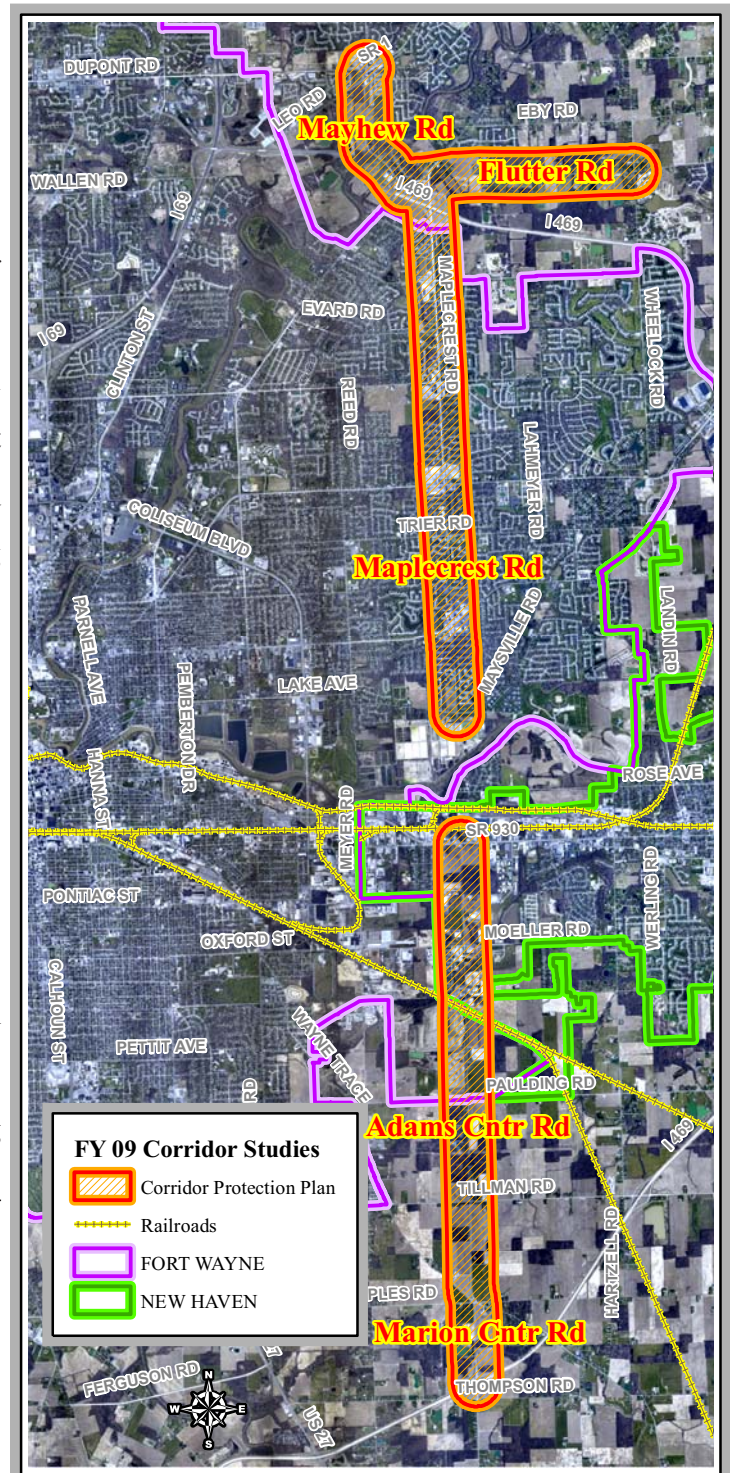 SR 1
DUPONT RD
LEO RD
EBY RD
Mayhew Rd
Flutter Rd
WALLEN RD
I 69
I 469
I 469
MAPLECREST RD
EVARD RD
WHEELOCK RD
I 69
CLINTON ST
REED RD
LAHMEYER RD
COLISEUM BLVD
TRIER RD
Maplecrest Rd
PARNELL AVE
LANDIN RD
MAYSVILLE RD
PEMBERTON DR
LAKE AVE
HANNA ST
ROSE AVE
MEYER RD
SR 930
PONTIAC ST
WERLING RD
MOELLER RD
OXFORD ST
CALHOUN ST
WAYNE TRACE
PETTIT AVE
PAULDING RD
RD
Adams Cntr Rd
I 469
TILLMAN RD
HARTZELL RD
PLES RD
Marion Cntr Rd
THOMPSON RD
FERGUSON RD
27
US 27
FY 09 Corridor Studies
Corridor Protection Plan
Railroads
FORT WAYNE
NEW HAVEN
N
W E
S